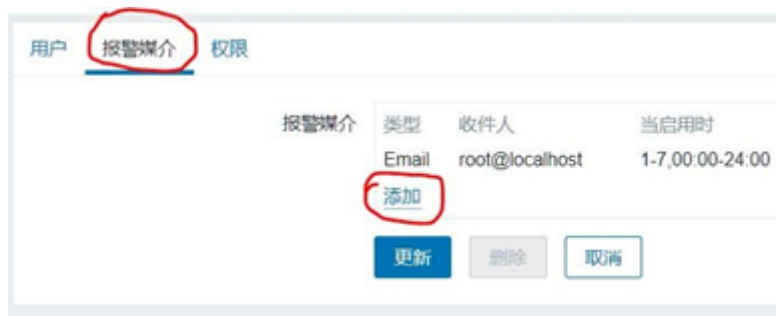 用户 报警媒介 权限
报警媒介 类型 收件人 当启用时
Email root@localhost 1-7,00:00-24:00
添加
更新 删除 取消